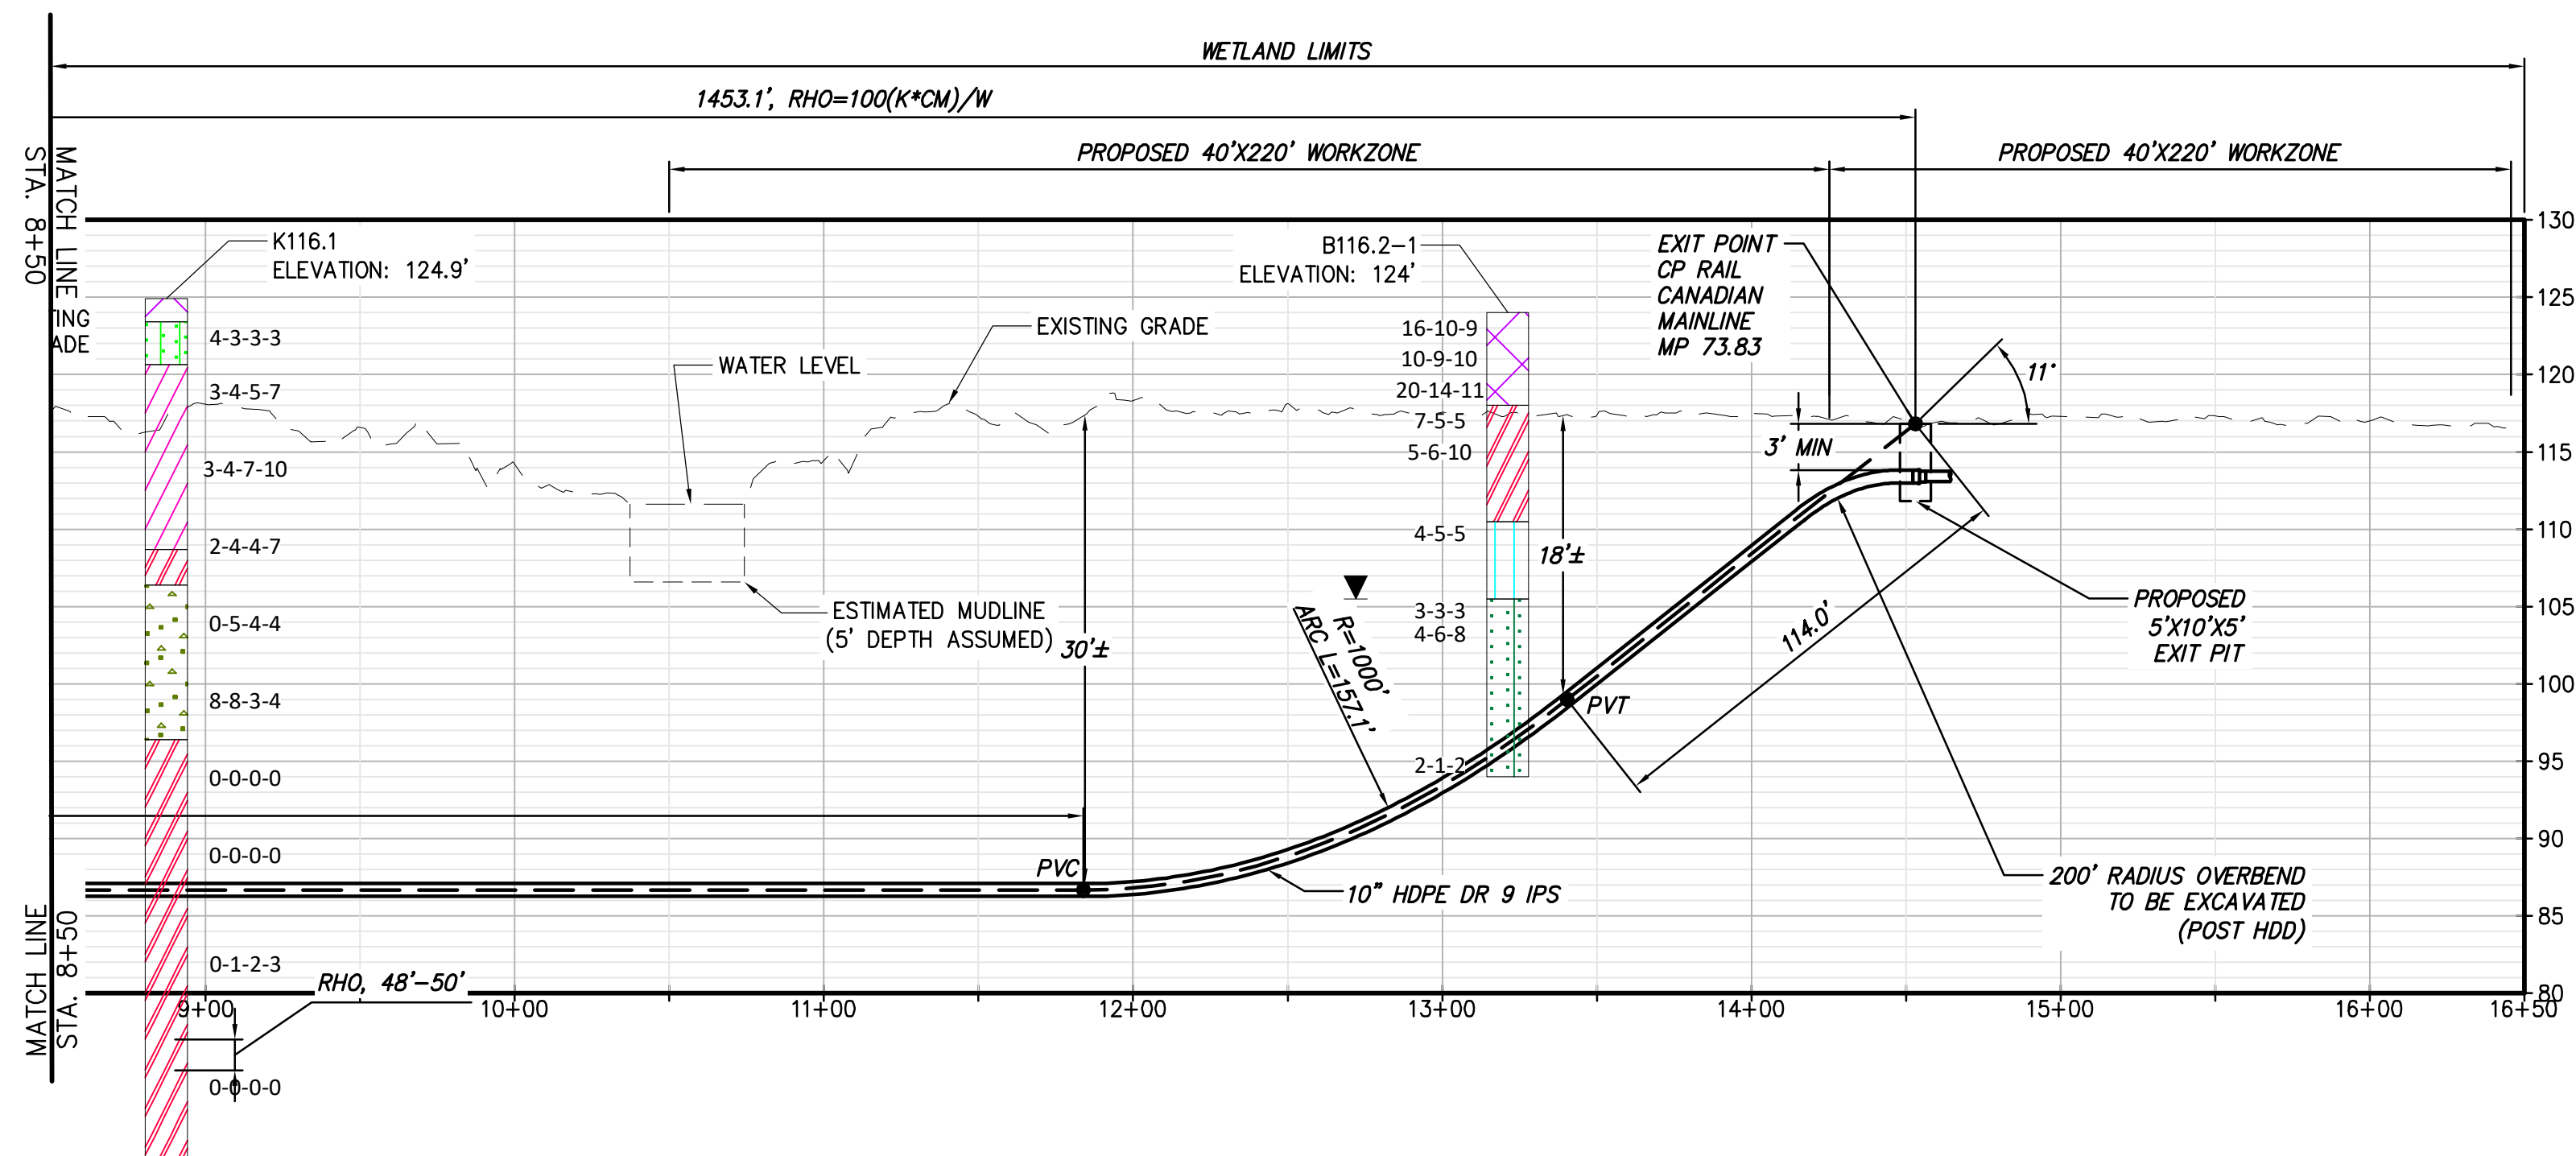 WETLAND LIMITS
1453.1', RHO=100(K*CM)/W
PROPOSED 40'X220' WORKZONE
PROPOSED 40'X220' WORKZONE
MATCH LINE
STA. 8+50
K116.1
ELEVATION: 124.9'
TING
ADE
4-3-3-3
3-4-5-7
3-4-7-10
2-4-4-7
0-5-4-4
8-8-3-4
0-0-0-0
0-0-0-0
0-1-2-3
0-0-0-0
RHO, 48'-50'
WATER LEVEL
EXISTING GRADE
ESTIMATED MUDLINE
(5' DEPTH ASSUMED)
30'±
B116.2-1
ELEVATION: 124'
16-10-9
10-9-10
20-14-11
7-5-5
5-6-10
4-5-5
3-3-3
4-6-8
2-1-2
18'±
R=1000'
ARC L=157.1'
PVC
PVT
10" HDPE DR 9 IPS
EXIT POINT
CP RAIL
CANADIAN
MAINLINE
MP 73.83
11°
3' MIN
114.0'
PROPOSED
5'X10'X5'
EXIT PIT
200' RADIUS OVERBEND
TO BE EXCAVATED
(POST HDD)
130
125
120
115
110
105
100
95
90
85
80
MATCH LINE
STA. 8+50
9+00
10+00
11+00
12+00
13+00
14+00
15+00
16+00
16+50